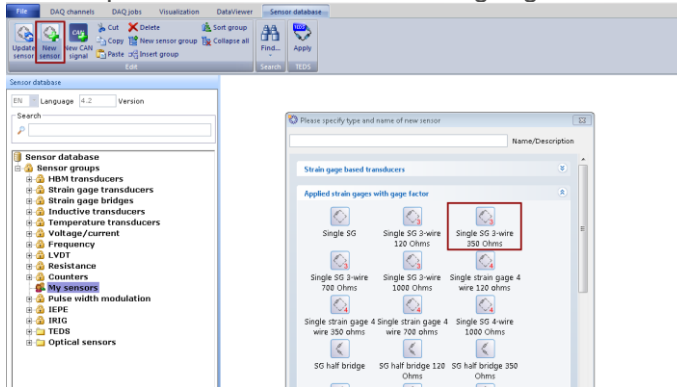 File DAQ channels DAQ jobs Visualization DataViewer Sensor database
Update sensor
New sensor
New CAN signal
Cut Delete
Copy New sensor group
Paste Insert group
Sort group
Collapse all
Edit
Find...
Search
TEDS
Apply
TEDS
Sensor database
EN Language 4.2 Version
Search
Sensor database
Sensor groups
HBM transducers
Strain gage transducers
Strain gage bridges
Inductive transducers
Temperature transducers
Voltage/current
Frequency
LVDT
Resistance
Counters
My sensors
Pulse width modulation
IEPE
IRIG
TEDS
Optical sensors
Please specify type and name of new sensor
Name/Description
Strain gage based transducers
Applied strain gages with gage factor
Single SG
Single SG 3-wire
120 Ohms
Single SG 3-wire
350 Ohms
Single SG 3-wire
700 Ohms
Single SG 3-wire
1000 Ohms
Single strain gage 4
wire 120 ohms
Single strain gage 4
wire 350 ohms
Single strain gage 4
wire 700 ohms
Single SG 4-wire
1000 Ohms
SG half bridge
SG half bridge 120
Ohms
SG half bridge 350
Ohms